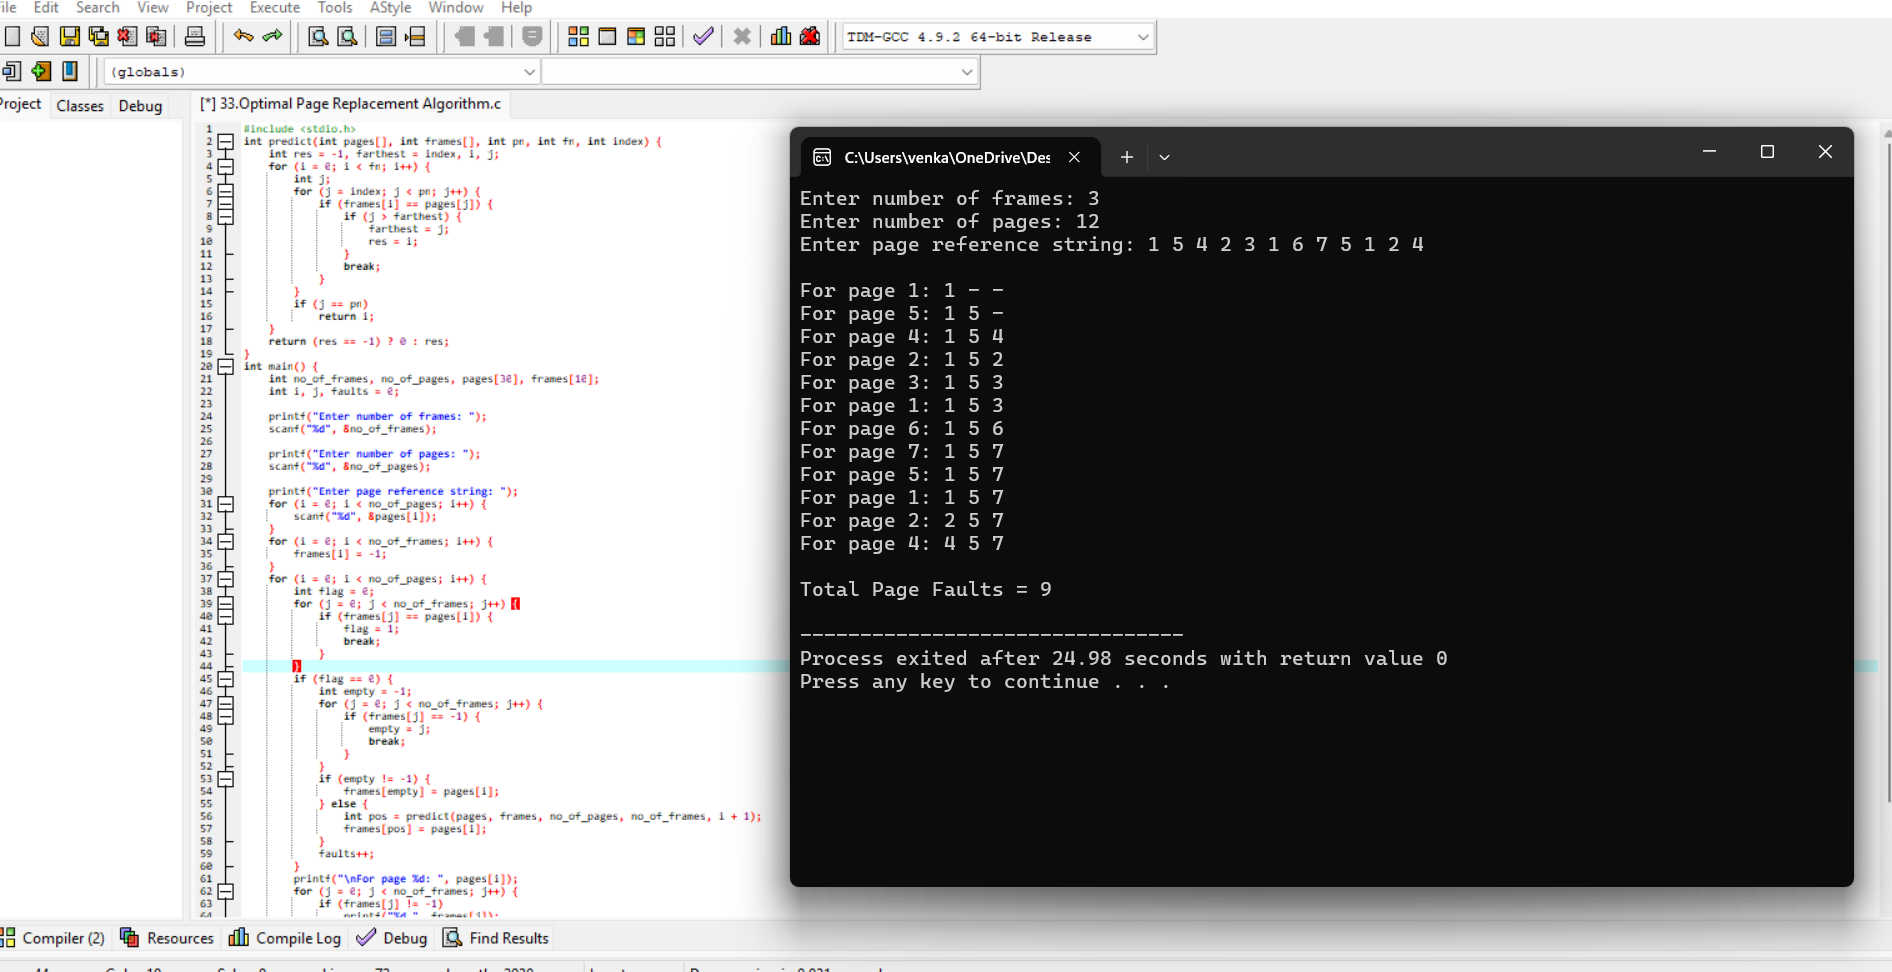 File Edit Search View Project Execute Tools AStyle Window Help
TDM-GCC 4.9.2 64-bit Release
(globals)
Project Classes Debug
[*] 33.Optimal Page Replacement Algorithm.c
1 #include <stdio.h>
2 int predict(int pages[], int frames[], int pn, int fn, int index) {
3 int res = -1, farthest = index, i, j;
4 for (i = 0; i < fn; i++) {
5 int j;
6 for (j = index; j < pn; j++) {
7 if (frames[i] == pages[j]) {
8 if (j > farthest) {
9 farthest = j;
10 res = i;
11 }
12 break;
13 }
14 }
15 if (j == pn)
16 return i;
17 }
18 return (res == -1) ? 0 : res;
19 }
20 int main() {
21 int no_of_frames, no_of_pages, pages[30], frames[10];
22 int i, j, faults = 0;
23
24 printf("Enter number of frames: ");
25 scanf("%d", &no_of_frames);
26
27 printf("Enter number of pages: ");
28 scanf("%d", &no_of_pages);
29
30 printf("Enter page reference string: ");
31 for (i = 0; i < no_of_pages; i++) {
32 scanf("%d", &pages[i]);
33 }
34 for (i = 0; i < no_of_frames; i++) {
35 frames[i] = -1;
36 }
37 for (i = 0; i < no_of_pages; i++) {
38 int flag = 0;
39 for (j = 0; j < no_of_frames; j++) {
40 if (frames[j] == pages[i]) {
41 flag = 1;
42 break;
43 }
44 }
45 if (flag == 0) {
46 int empty = -1;
47 for (j = 0; j < no_of_frames; j++) {
48 if (frames[j] == -1) {
49 empty = j;
50 break;
51 }
52 }
53 if (empty != -1) {
54 frames[empty] = pages[i];
55 } else {
56 int pos = predict(pages, frames, no_of_pages, no_of_frames, i + 1);
57 frames[pos] = pages[i];
58 }
59 faults++;
60 }
61 printf("\nFor page %d: ", pages[i]);
62 for (j = 0; j < no_of_frames; j++) {
63 if (frames[j] != -1)
64 printf("%d ", frames[j]);
C:\Users\venka\OneDrive\Des
Enter number of frames: 3
Enter number of pages: 12
Enter page reference string: 1 5 4 2 3 1 6 7 5 1 2 4
For page 1: 1 - -
For page 5: 1 5 -
For page 4: 1 5 4
For page 2: 1 5 2
For page 3: 1 5 3
For page 1: 1 5 3
For page 6: 1 5 6
For page 7: 1 5 7
For page 5: 1 5 7
For page 1: 1 5 7
For page 2: 2 5 7
For page 4: 4 5 7
Total Page Faults = 9
--------------------------------
Process exited after 24.98 seconds with return value 0
Press any key to continue . . .
Compiler (2) Resources Compile Log Debug Find Results